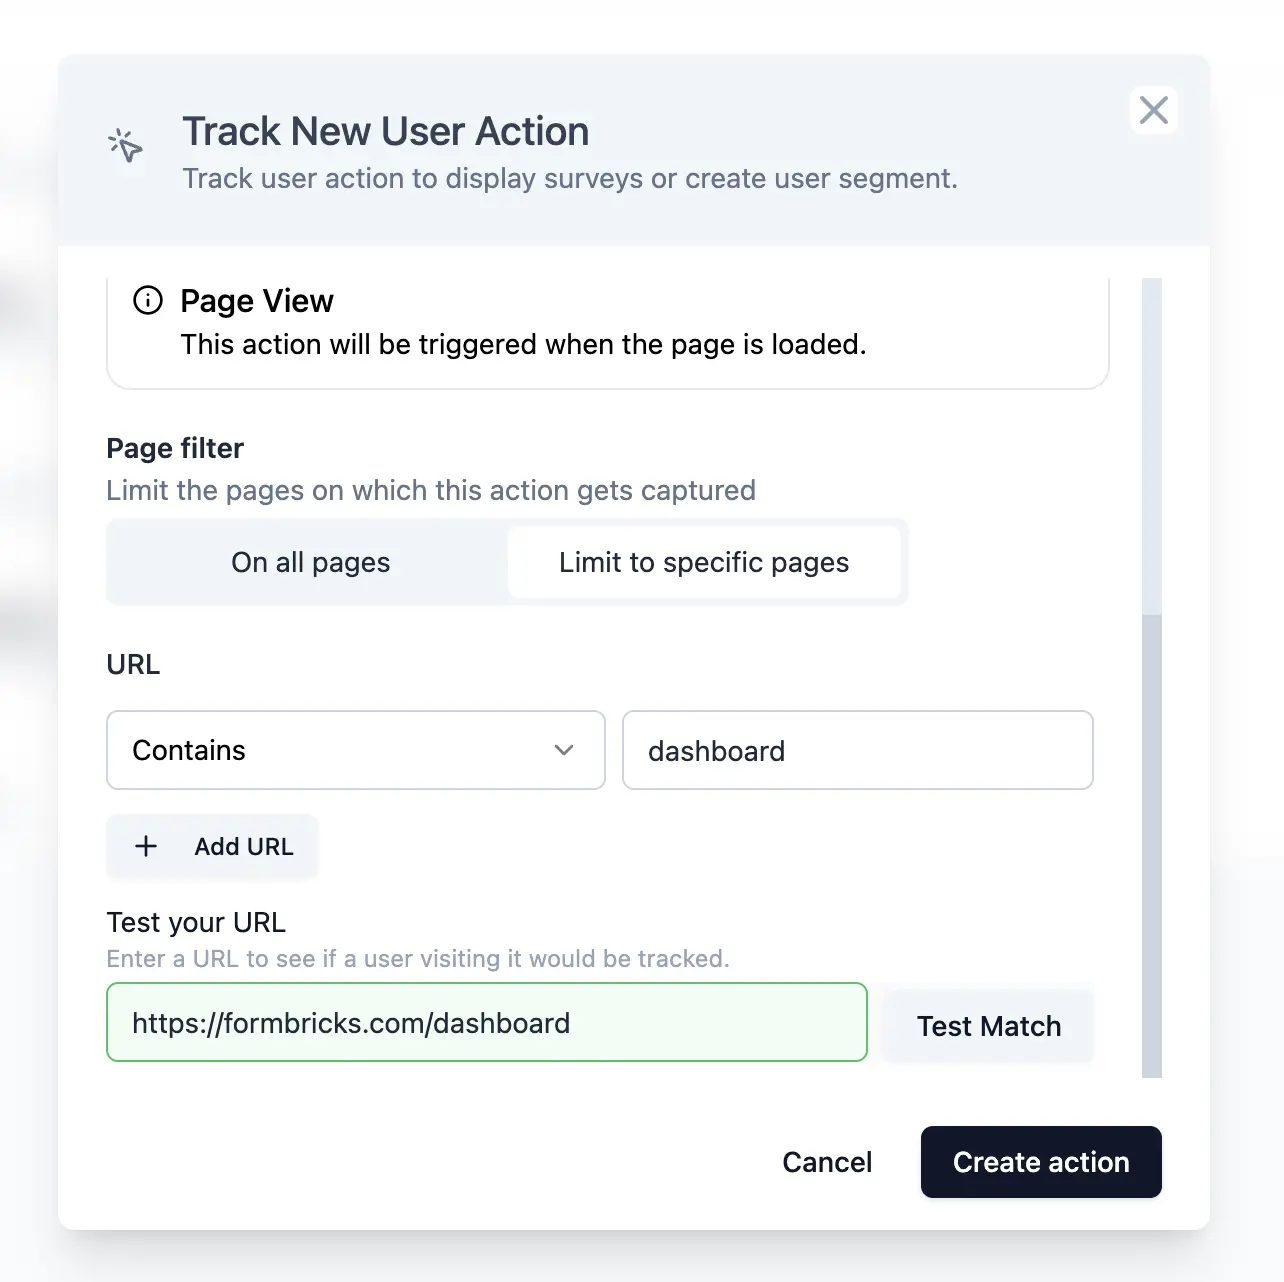 Track New User Action
Track user action to display surveys or create user segment.
Page View
This action will be triggered when the page is loaded.
Page filter
Limit the pages on which this action gets captured
On all pages
Limit to specific pages
URL
Contains
dashboard
Add URL
Test your URL
Enter a URL to see if a user visiting it would be tracked.
https://formbricks.com/dashboard
Test Match
Cancel
Create action